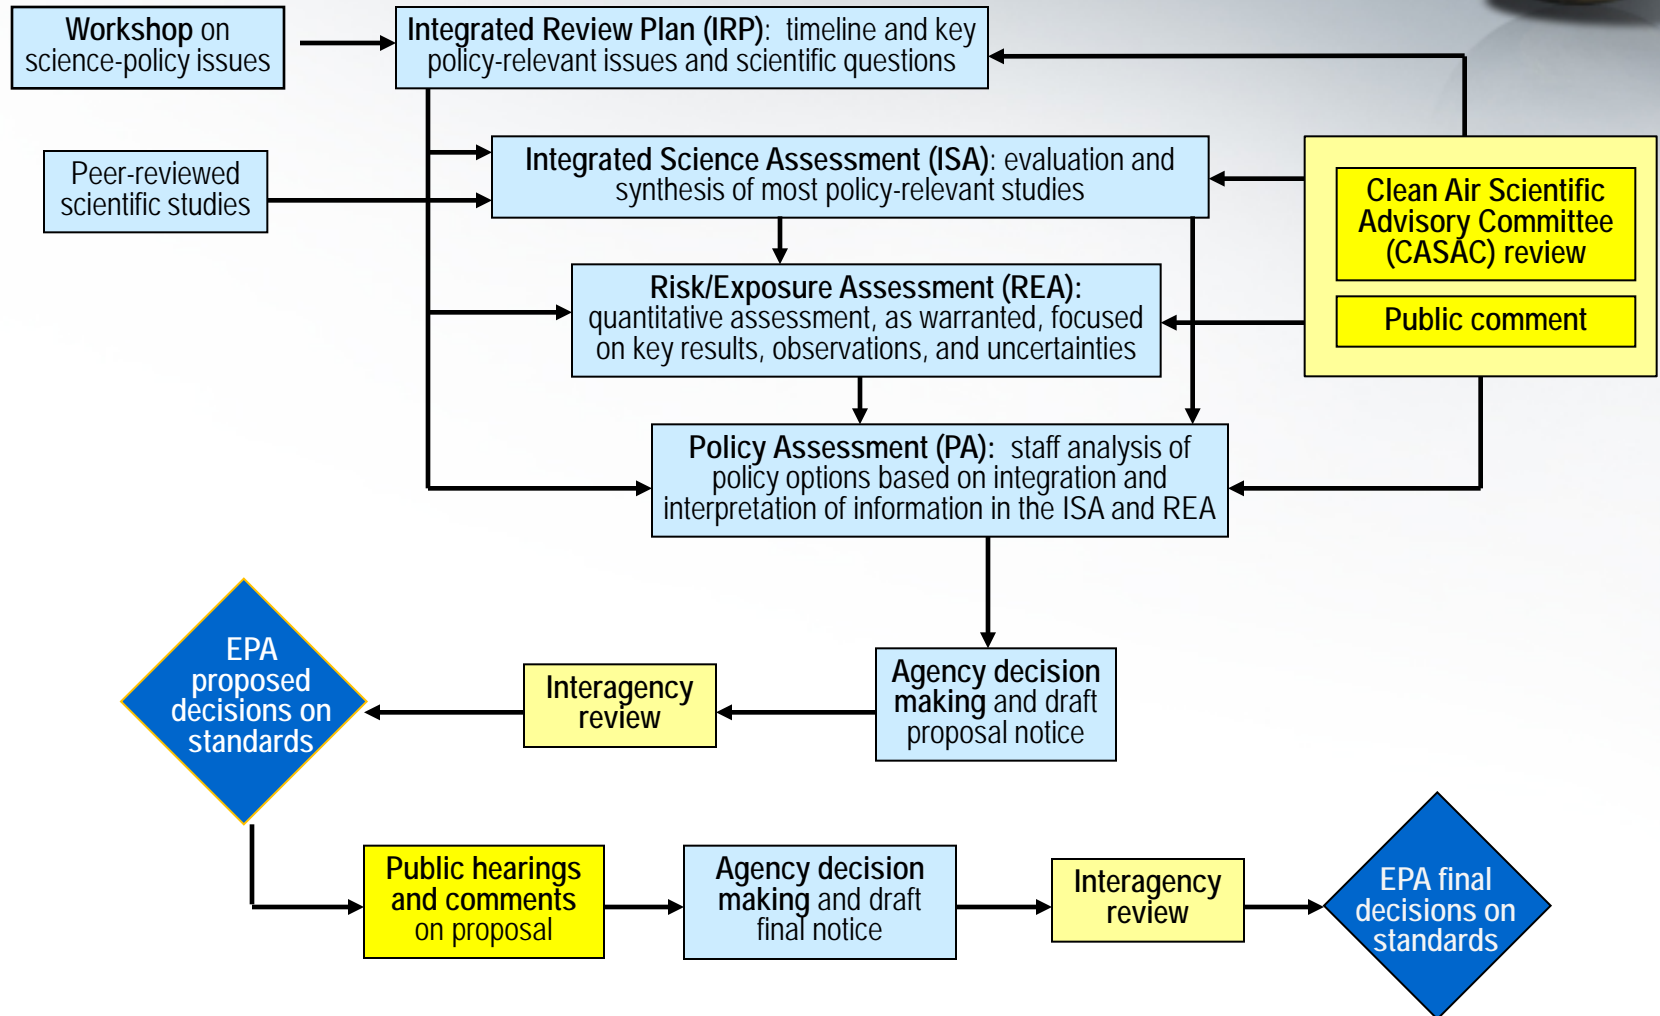 Workshop on
science-policy issues
Integrated Review Plan (IRP):  timeline and key
policy-relevant issues and scientific questions
Peer-reviewed
scientific studies
Integrated Science Assessment (ISA): evaluation and
synthesis of most policy-relevant studies
Clean Air Scientific
Advisory Committee
(CASAC) review
Public comment
Risk/Exposure Assessment (REA):
quantitative assessment, as warranted, focused
on key results, observations, and uncertainties
Policy Assessment (PA):  staff analysis of
policy options based on integration and
interpretation of information in the ISA and REA
Agency decision
making and draft
proposal notice
Interagency
review
EPA
proposed
decisions on
standards
Public hearings
and comments
on proposal
Agency decision
making and draft
final notice
Interagency
review
EPA final
decisions on
standards